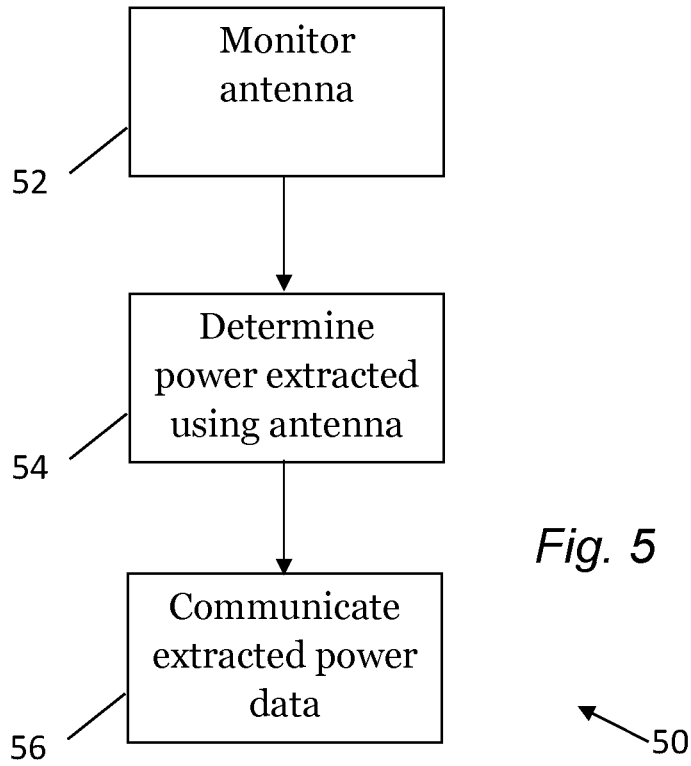 Monitor
antenna
52
Determine
power extracted
using antenna
54
Fig. 5
Communicate
extracted power
data
56
50